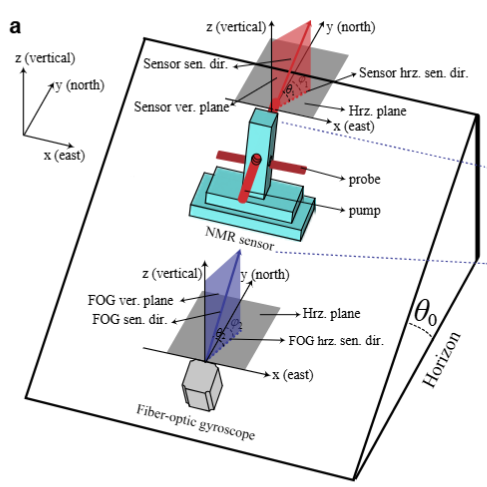 a
z (vertical)
y (north)
x (east)
z (vertical)
y (north)
Sensor sen. dir.
Sensor hrz. sen. dir.
Sensor ver. plane
Hrz. plane
x (east)
probe
pump
NMR sensor
z (vertical)
y (north)
FOG ver. plane
FOG sen. dir.
Hrz. plane
FOG hrz. sen. dir.
x (east)
Fiber-optic gyroscope
θ₀
Horizon